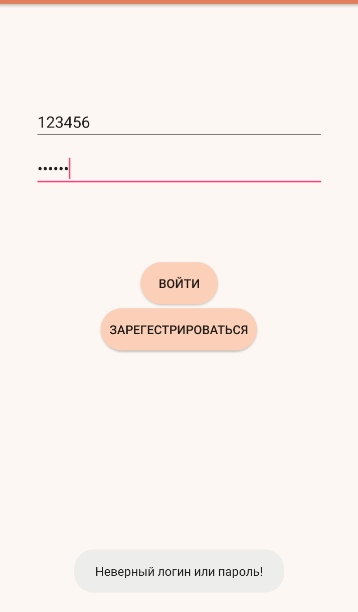 123456
••••••
ВОЙТИ
ЗАРЕГЕСТРИРОВАТЬСЯ
Неверный логин или пароль!